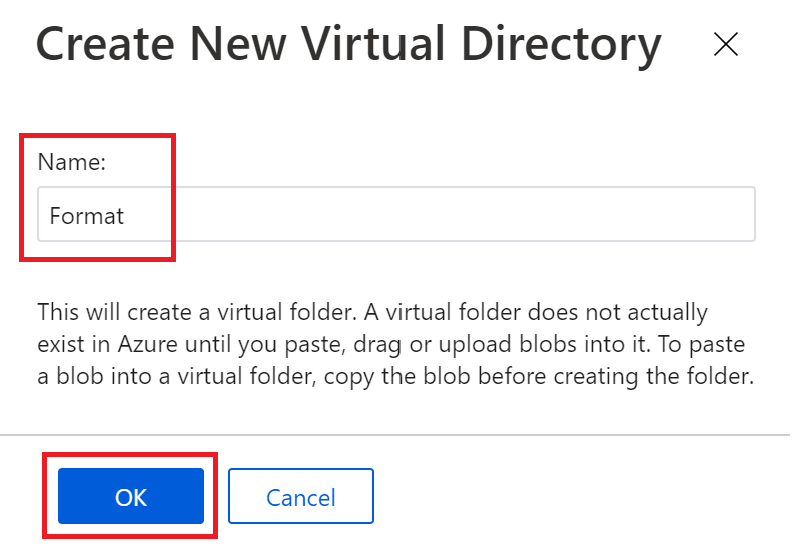 Create New Virtual Directory
Name:
Format
This will create a virtual folder. A virtual folder does not actually
exist in Azure until you paste, drag or upload blobs into it. To paste
a blob into a virtual folder, copy the blob before creating the folder.
OK Cancel